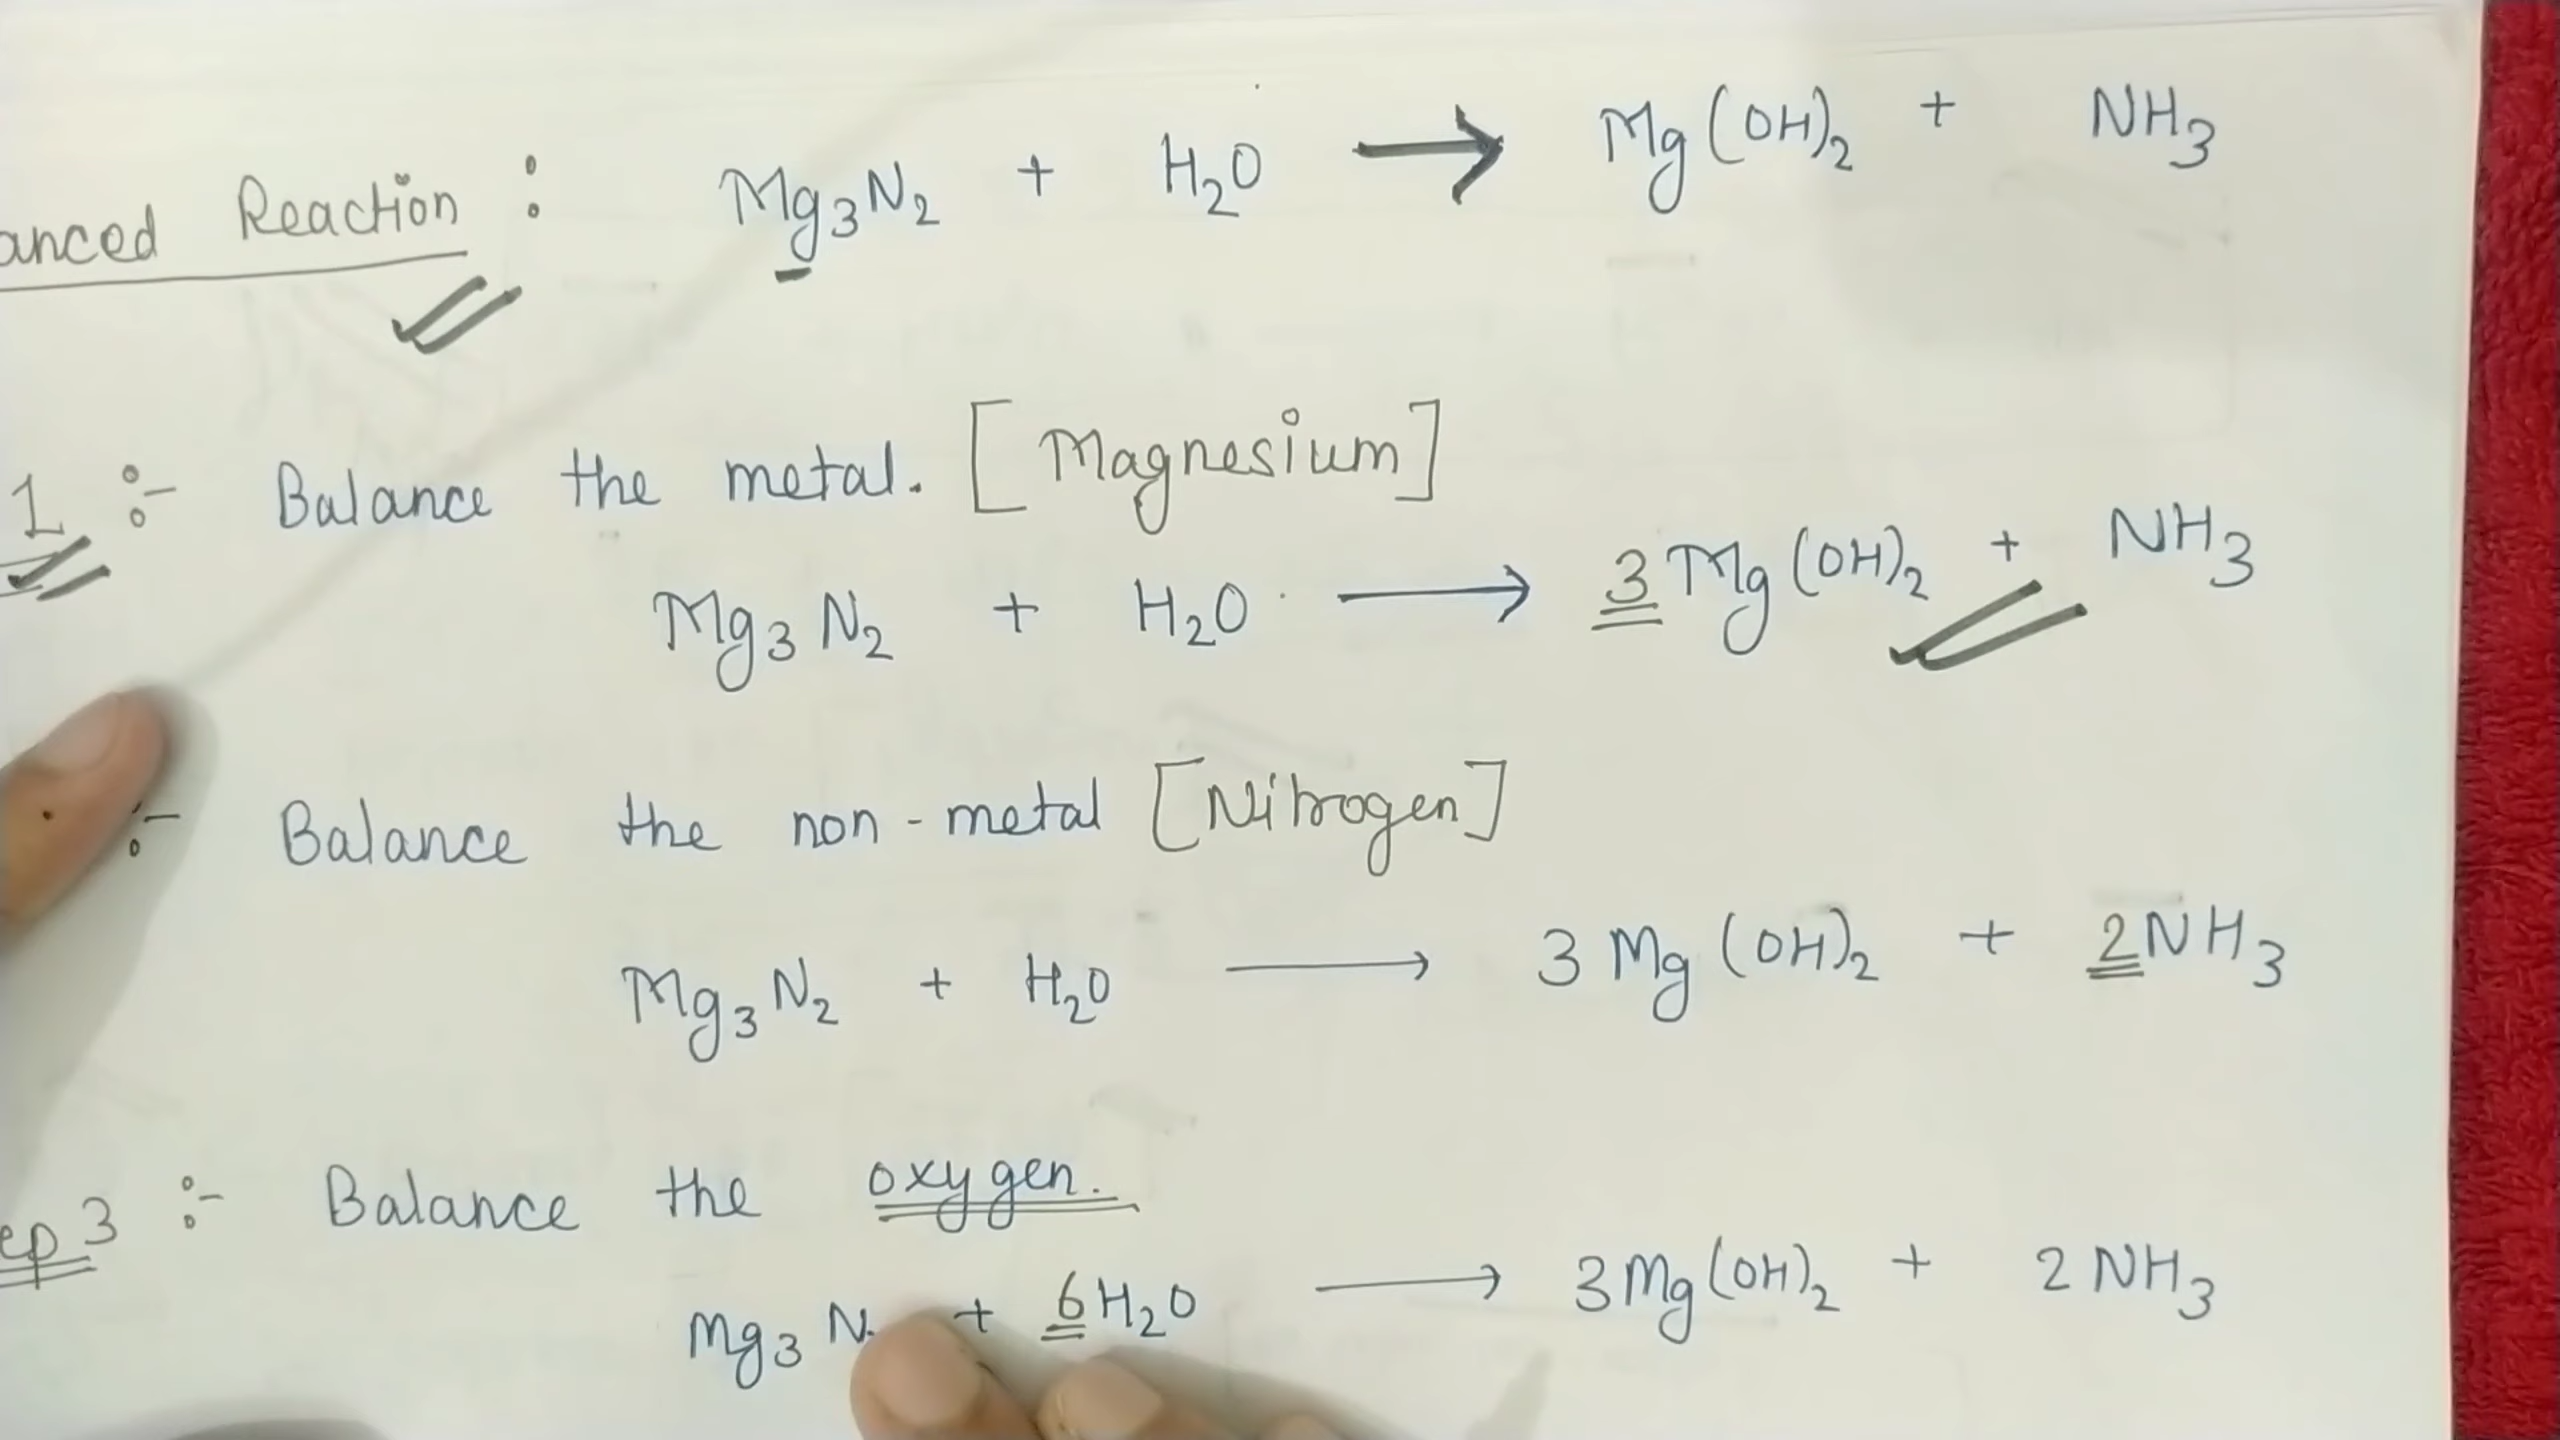 anced Reaction : Mg3N2 + H2O → Mg(OH)2 + NH3
1 :- Balance the metal. [Magnesium]
Mg3N2 + H2O → 3Mg(OH)2 + NH3
:- Balance the non-metal [Nitrogen]
Mg3N2 + H2O → 3Mg(OH)2 + 2NH3
ep 3 :- Balance the oxygen.
Mg3N + 6H2O → 3Mg(OH)2 + 2NH3